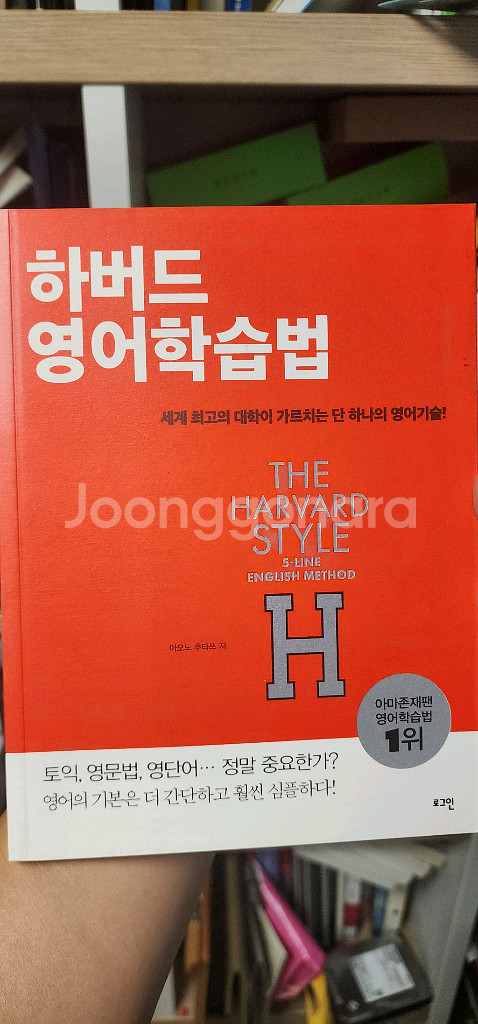 하버드
영어학습법
세계 최고의 대학이 가르치는 단 하나의 영어기술!
THE
HARVARD
STYLE
5-LINE
ENGLISH METHOD
H
Joonggonara
아오노 추타쓰 저
아마존재팬
영어학습법
1위
토익, 영문법, 영단어… 정말 중요한가?
영어의 기본은 더 간단하고 훨씬 심플하다!
로그인